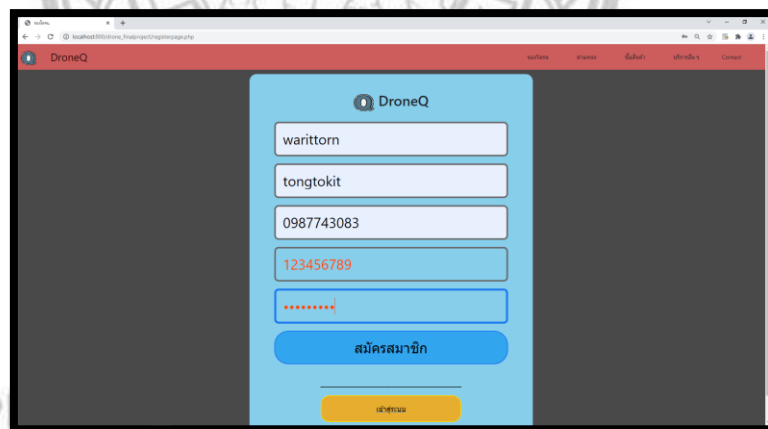 localhost:800/drone_finalproject/registerpage.php
DroneQ
Contact
DroneQ
warittorn
tongtokit
0987743083
123456789
•••••••••
สมัครสมาชิก
เข้าสู่ระบบ